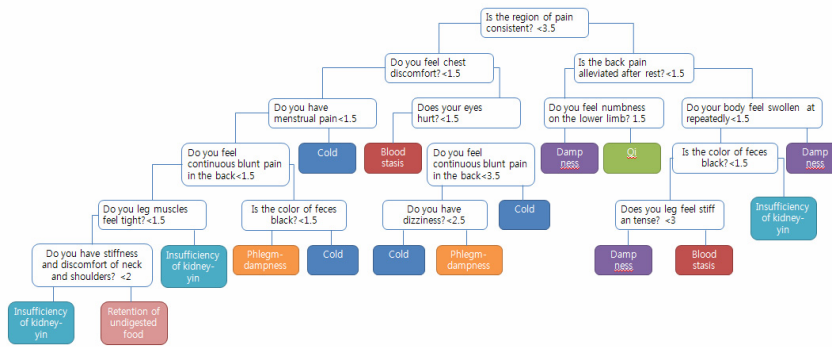 Is the region of pain
consistent? <3.5
Do you feel chest
discomfort?<1.5
Is the back pain
alleviated after rest?<1.5
Do you have
menstrual pain<1.5
Does your eyes
hurt?<1.5
Do you feel numbness
on the lower limb? 1.5
Do your body feel swollen at
repeatedly<1.5
Do you feel
continuous blunt pain
in the back<1.5
Cold
Blood
stasis
Do you feel
continuous blunt pain
in the back<3.5
Damp
ness
Qi
Is the color of feces
black?<1.5
Damp
ness
Do you leg muscles
feel tight?<1.5
Is the color of feces
black?<1.5
Do you have
dizziness?<2.5
Cold
Does you leg feel stiff
an tense? <3
Insufficiency
of kidney-
yin
Do you have stiffness
and discomfort of neck
and shoulders? <2
Insufficiency
of kidney-
yin
Phlegm-
dampness
Cold
Cold
Phlegm-
dampness
Damp
ness
Blood
stasis
Insufficiency
of kidney-
yin
Retention of
undigested
food